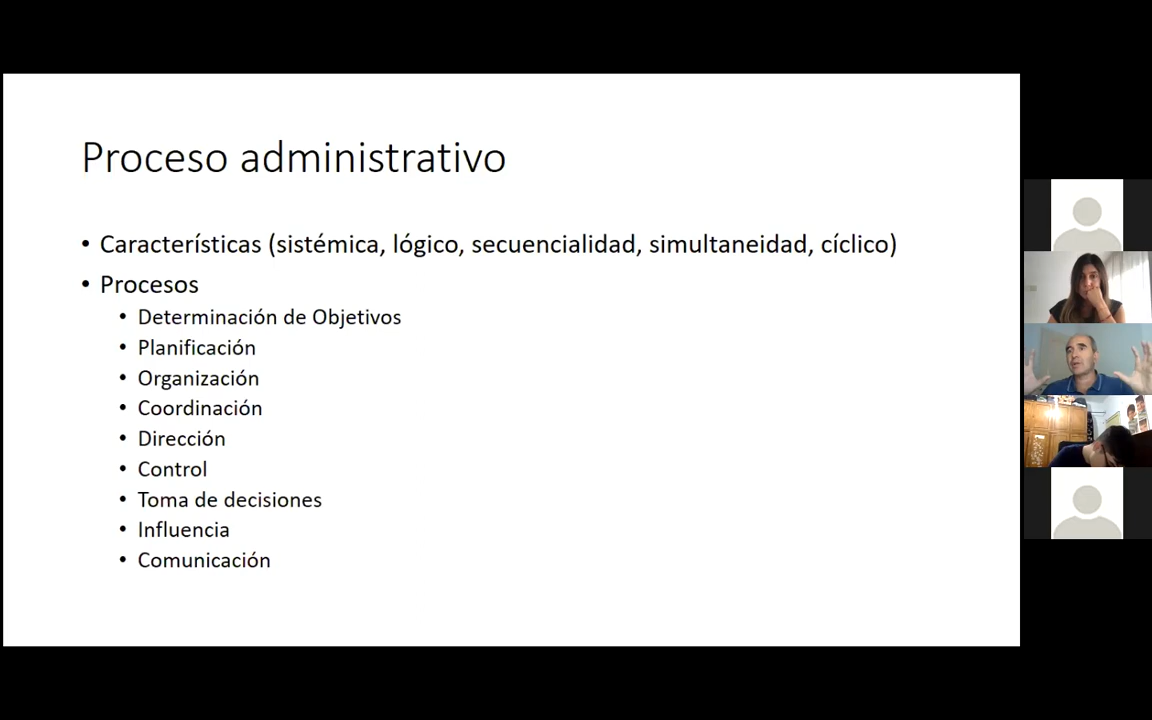 Proceso administrativo
• Características (sistémica, lógico, secuencialidad, simultaneidad, cíclico)
• Procesos
• Determinación de Objetivos
• Planificación
• Organización
• Coordinación
• Dirección
• Control
• Toma de decisiones
• Influencia
• Comunicación